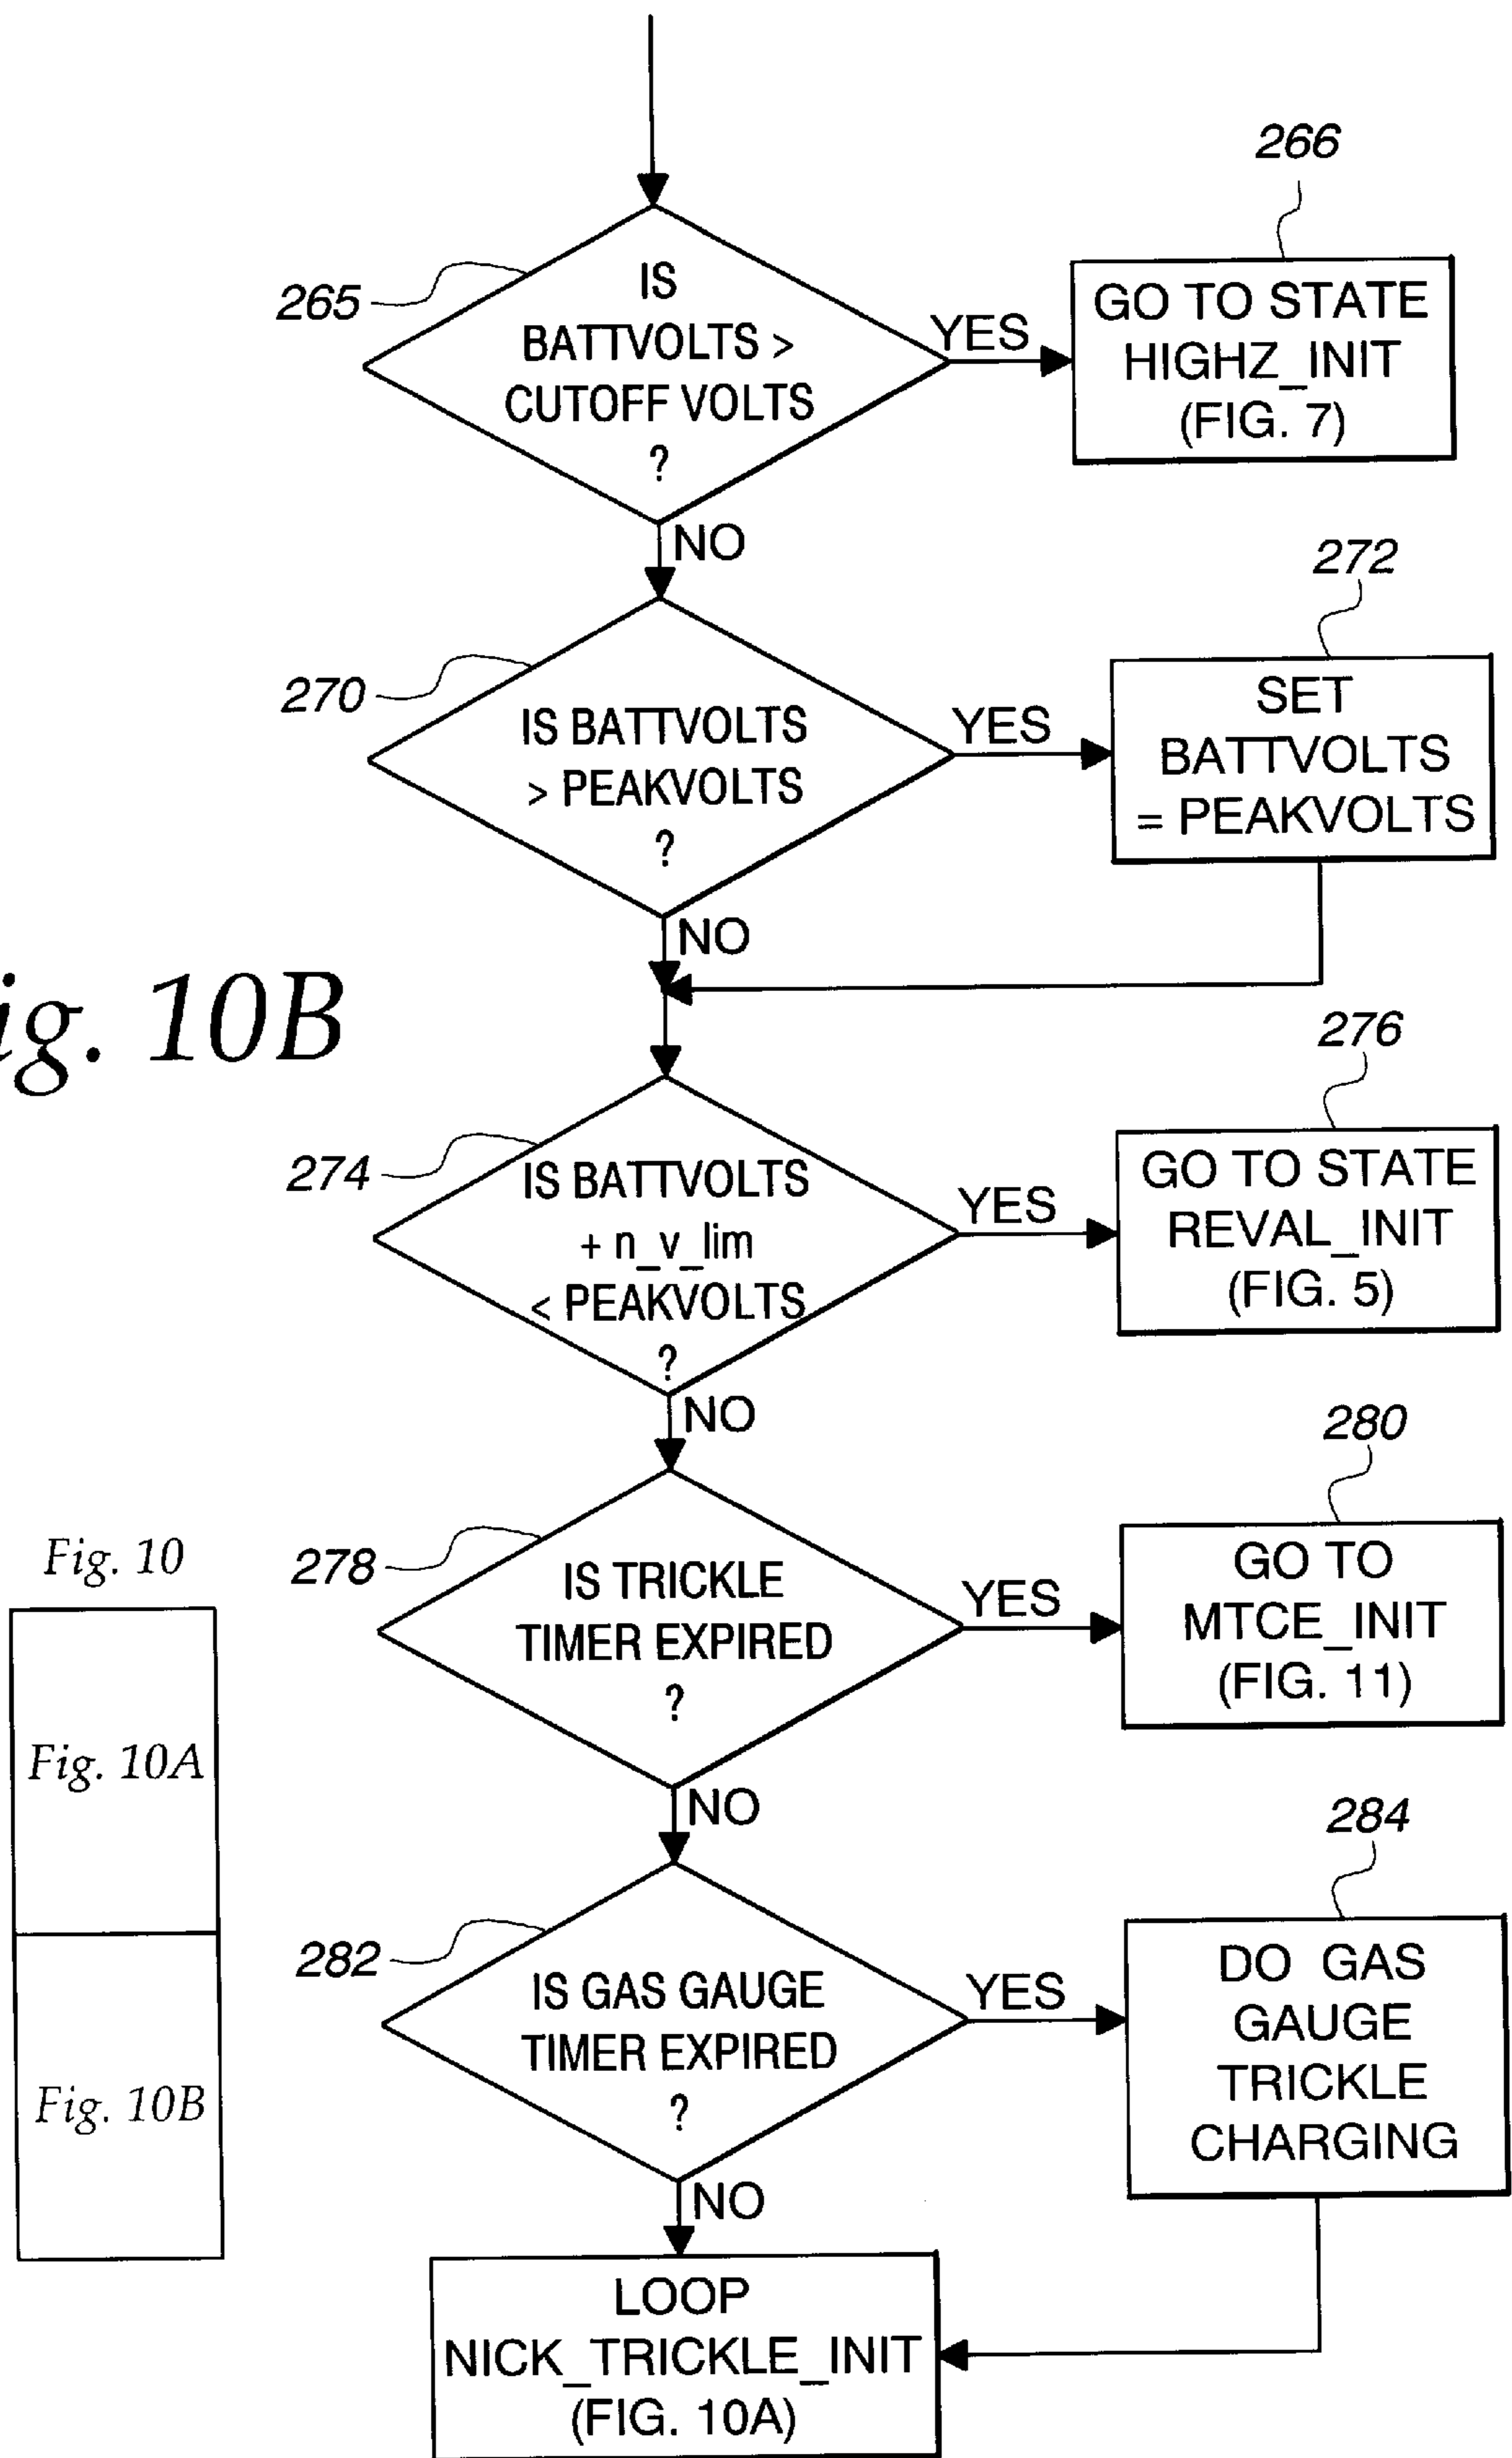 266
265
IS
BATTVOLTS >
CUTOFF VOLTS
?
YES
GO TO STATE
HIGHZ_INIT
(FIG. 7)
NO
272
270
IS BATTVOLTS
> PEAKVOLTS
?
YES
SET
BATTVOLTS
= PEAKVOLTS
NO
ig. 10B
276
274
IS BATTVOLTS
+ n_v_lim
< PEAKVOLTS
?
YES
GO TO STATE
REVAL_INIT
(FIG. 5)
NO
280
278
IS TRICKLE
TIMER EXPIRED
?
YES
GO TO
MTCE_INIT
(FIG. 11)
NO
Fig. 10
Fig. 10A
Fig. 10B
284
282
IS GAS GAUGE
TIMER EXPIRED
?
YES
DO GAS
GAUGE
TRICKLE
CHARGING
NO
LOOP
NICK_TRICKLE_INIT
(FIG. 10A)